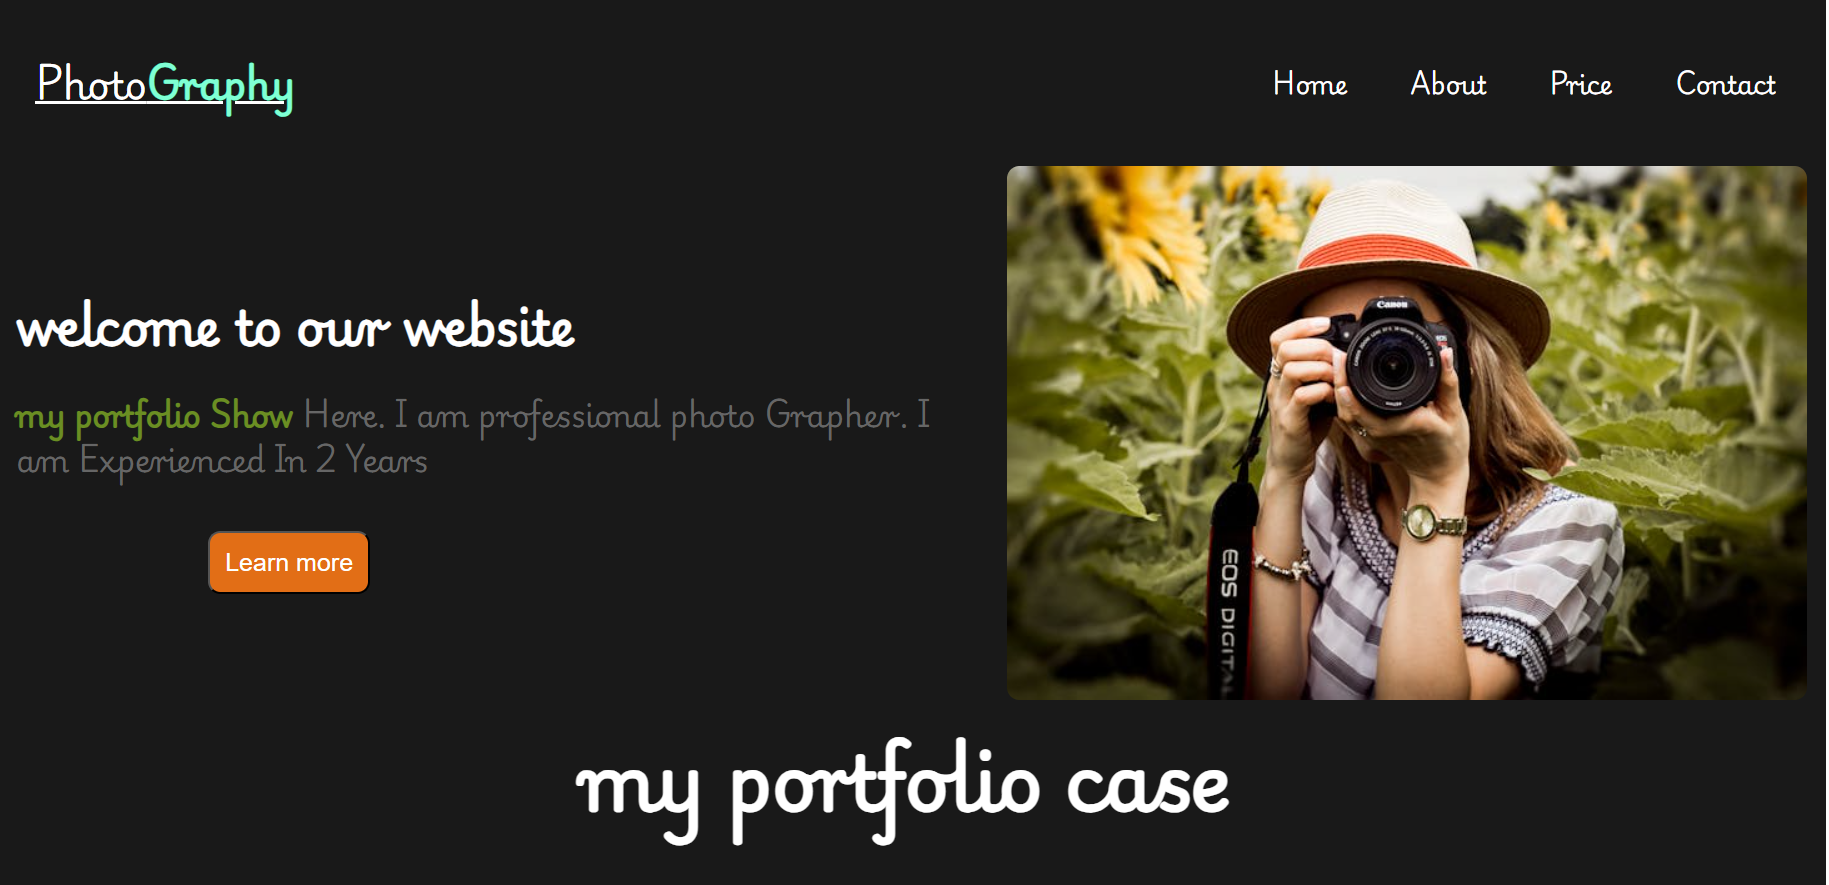 PhotoGraphy
Home About Price Contact
welcome to our website
my portfolio Show Here. I am professional photo Grapher. I
am Experienced In 2 Years
Learn more
Canon
EOS DIGITAL
my portfolio case